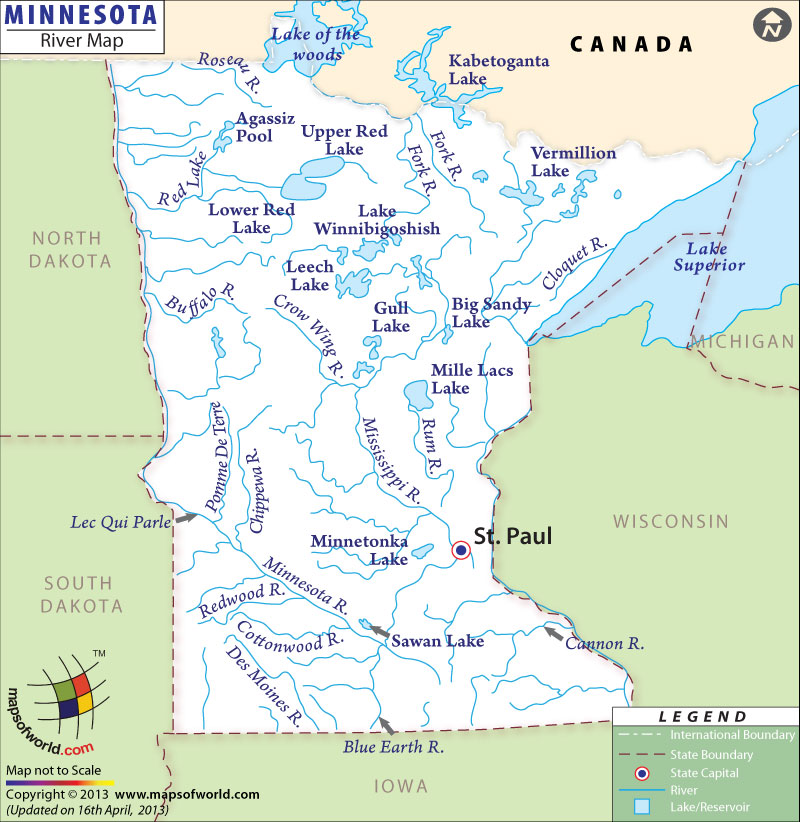 MINNESOTA
River Map
Lake of the
woods
CANADA
N
Roseau R.
Kabetoganta
Lake
Agassiz
Pool
Upper Red
Lake
Fork R.
Fork R.
Vermillion
Lake
Red Lake
Lower Red
Lake
Lake
Winnibigoshish
NORTH
DAKOTA
Leech
Lake
Cloquet R.
Lake
Superior
Buffalo R.
Crow Wing R.
Gull
Lake
Big Sandy
Lake
MICHIGAN
Mille Lacs
Lake
Pomme De Terre
Chippewa R.
Mississippi R.
Rum R.
Lec Qui Parle
WISCONSIN
St. Paul
Minnetonka
Lake
SOUTH
DAKOTA
Redwood R.
Minnesota R.
Cottonwood R.
Sawan Lake
Cannon R.
Des Moines R.
Blue Earth R.
IOWA
TM
mapsofworld.com
Map not to Scale
Copyright © 2013 www.mapsofworld.com
(Updated on 16th April, 2013)
LEGEND
International Boundary
State Boundary
State Capital
River
Lake/Reservoir